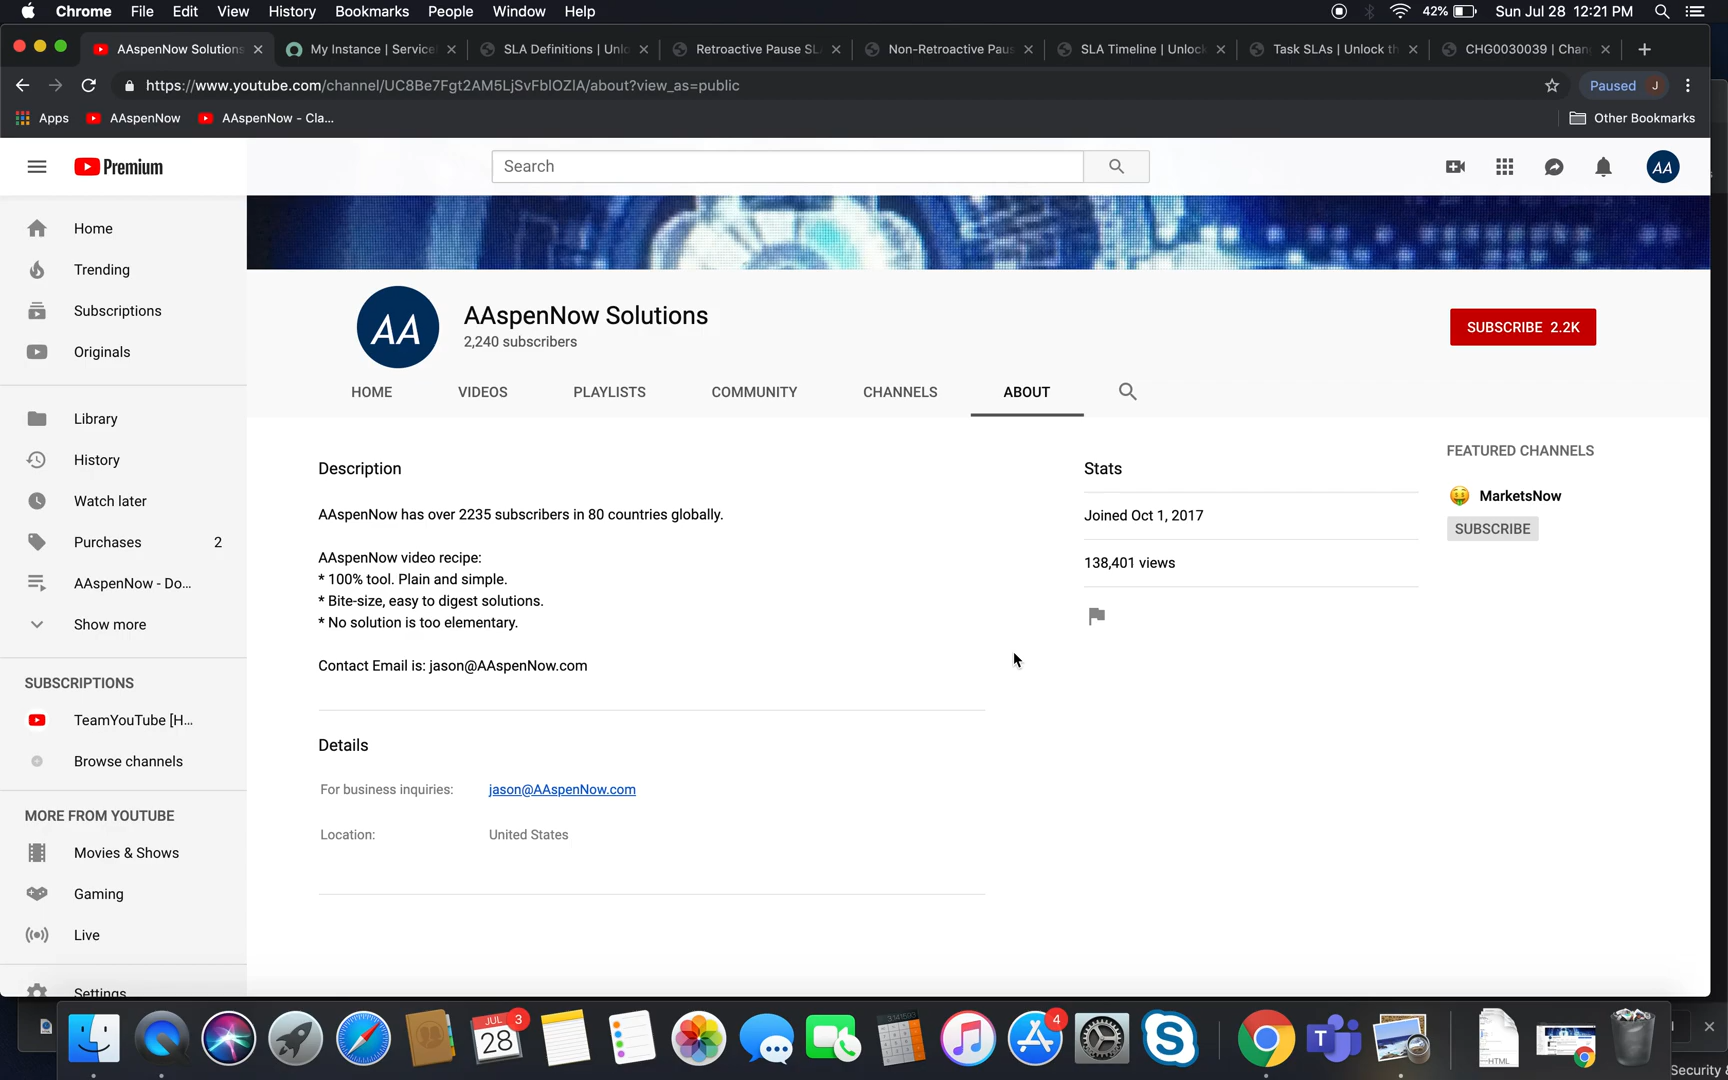 Chrome File Edit View History Bookmarks People Window Help 42% Sun Jul 28 12:21 PM
AAspenNow Solutions My Instance | Service SLA Definitions | Unlo Retroactive Pause SL Non-Retroactive Paus SLA Timeline | Unlock Task SLAs | Unlock th CHG0030039 | Chan
https://www.youtube.com/channel/UC8Be7Fgt2AM5LjSvFblOZlA/about?view_as=public Paused J
Apps AAspenNow AAspenNow - Cla... Other Bookmarks
Premium Search AA
Home
Trending
Subscriptions
Originals
Library
History
Watch later
Purchases 2
AAspenNow - Do...
Show more
SUBSCRIPTIONS
TeamYouTube [H...
Browse channels
MORE FROM YOUTUBE
Movies & Shows
Gaming
Live
Settings
AA
AAspenNow Solutions
2,240 subscribers
SUBSCRIBE 2.2K
HOME VIDEOS PLAYLISTS COMMUNITY CHANNELS ABOUT
Description
AAspenNow has over 2235 subscribers in 80 countries globally.
AAspenNow video recipe:
* 100% tool. Plain and simple.
* Bite-size, easy to digest solutions.
* No solution is too elementary.
Contact Email is: jason@AAspenNow.com
Details
For business inquiries: jason@AAspenNow.com
Location: United States
Stats
Joined Oct 1, 2017
138,401 views
FEATURED CHANNELS
MarketsNow
SUBSCRIBE
JUL 28 3
4
HTML
Security